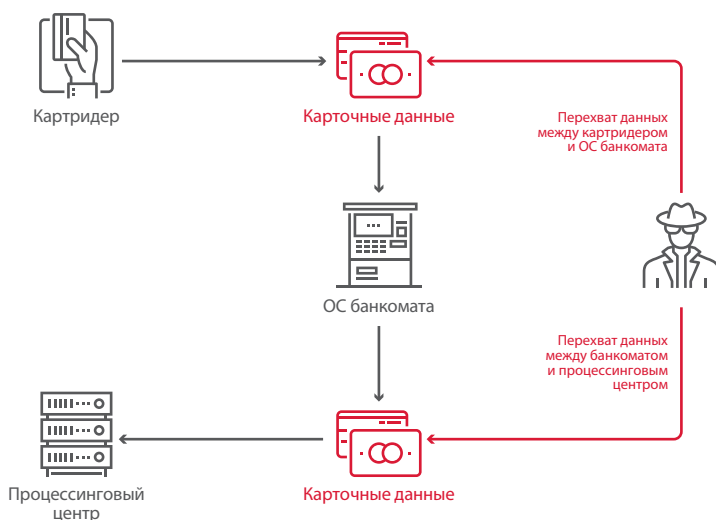 Картридер
Карточные данные
Перехват данных
между картридером
и ОС банкомата
ОС банкомата
Перехват данных
между банкоматом
и процессинговым
центром
Процессинговый
центр
Карточные данные